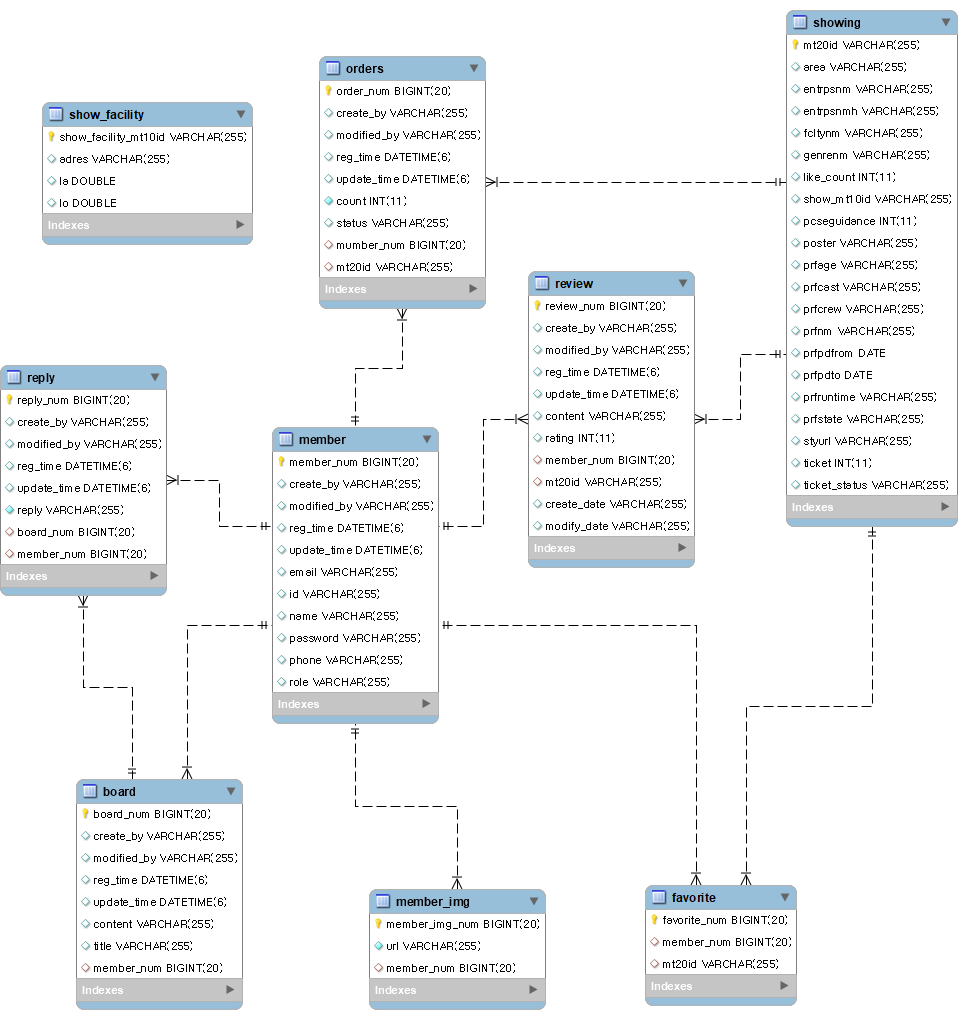 show_facility
show_facility_mt10id VARCHAR(255)
adres VARCHAR(255)
la DOUBLE
lo DOUBLE
Indexes
orders
order_num BIGINT(20)
create_by VARCHAR(255)
modified_by VARCHAR(255)
reg_time DATETIME(6)
update_time DATETIME(6)
count INT(11)
status VARCHAR(255)
mumber_num BIGINT(20)
mt20id VARCHAR(255)
Indexes
showing
mt20id VARCHAR(255)
area VARCHAR(255)
entrpsnm VARCHAR(255)
entrpsnmh VARCHAR(255)
fcltynm VARCHAR(255)
genrenm VARCHAR(255)
like_count INT(11)
show_mt10id VARCHAR(255)
pcseguidance INT(11)
poster VARCHAR(255)
prfage VARCHAR(255)
prfcast VARCHAR(255)
prfcrew VARCHAR(255)
prfnm VARCHAR(255)
prfpdfrom DATE
prfpdto DATE
prfruntime VARCHAR(255)
prfstate VARCHAR(255)
styurl VARCHAR(255)
ticket INT(11)
ticket_status VARCHAR(255)
Indexes
review
review_num BIGINT(20)
create_by VARCHAR(255)
modified_by VARCHAR(255)
reg_time DATETIME(6)
update_time DATETIME(6)
content VARCHAR(255)
rating INT(11)
member_num BIGINT(20)
mt20id VARCHAR(255)
create_date VARCHAR(255)
modify_date VARCHAR(255)
Indexes
reply
reply_num BIGINT(20)
create_by VARCHAR(255)
modified_by VARCHAR(255)
reg_time DATETIME(6)
update_time DATETIME(6)
reply VARCHAR(255)
board_num BIGINT(20)
member_num BIGINT(20)
Indexes
member
member_num BIGINT(20)
create_by VARCHAR(255)
modified_by VARCHAR(255)
reg_time DATETIME(6)
update_time DATETIME(6)
email VARCHAR(255)
id VARCHAR(255)
name VARCHAR(255)
password VARCHAR(255)
phone VARCHAR(255)
role VARCHAR(255)
Indexes
board
board_num BIGINT(20)
create_by VARCHAR(255)
modified_by VARCHAR(255)
reg_time DATETIME(6)
update_time DATETIME(6)
content VARCHAR(255)
title VARCHAR(255)
member_num BIGINT(20)
Indexes
member_img
member_img_num BIGINT(20)
url VARCHAR(255)
member_num BIGINT(20)
Indexes
favorite
favorite_num BIGINT(20)
member_num BIGINT(20)
mt20id VARCHAR(255)
Indexes